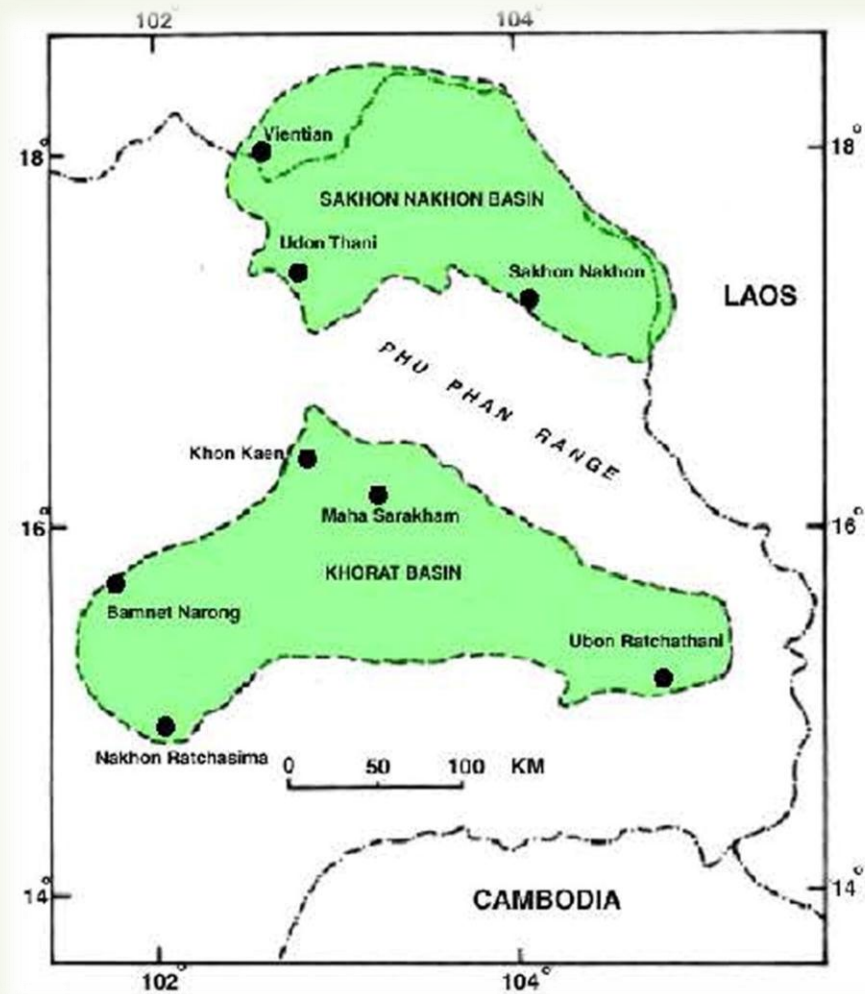 102° 104°
18° 18°
Vientian
SAKHON NAKHON BASIN
Udon Thani
Sakhon Nakhon
LAOS
PHU PHAN RANGE
Khon Kaen
Maha Sarakham
16° 16°
KHORAT BASIN
Bamnet Narong
Ubon Ratchathani
Nakhon Ratchasima
0 50 100 KM
14° 14°
CAMBODIA
102° 104°